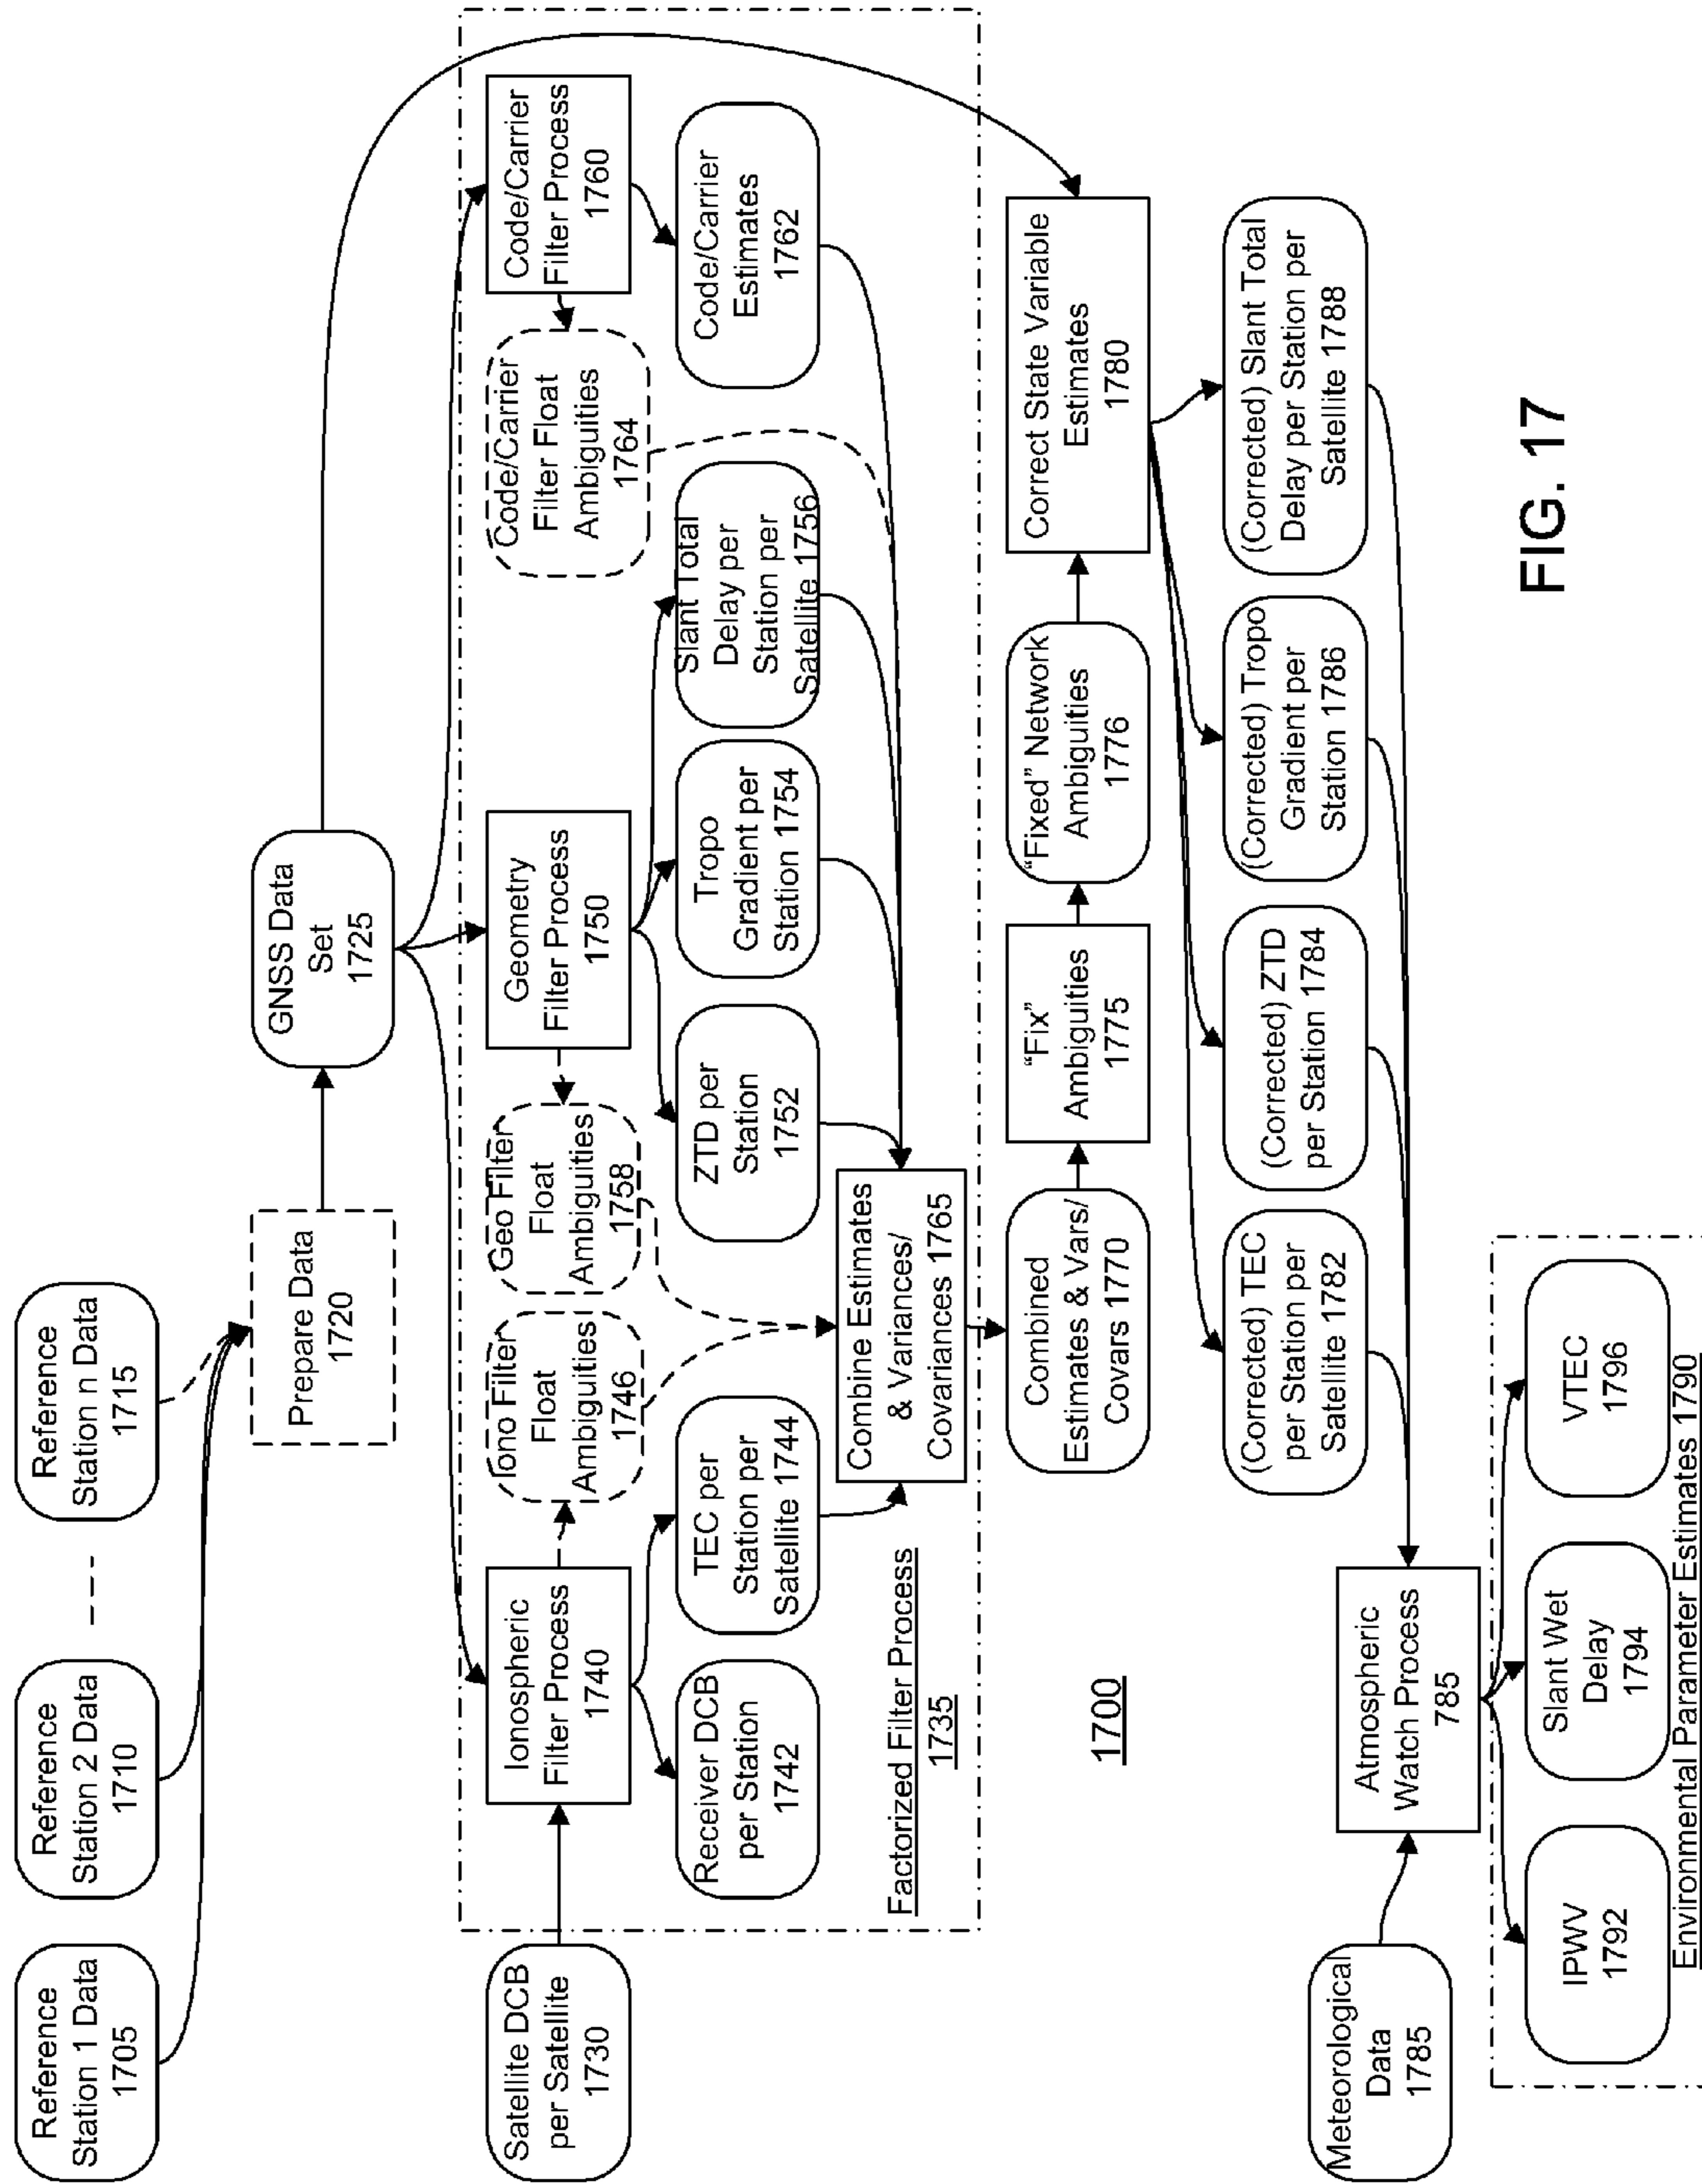 Reference
Station 1 Data
1705
Reference
Station 2 Data
1710
Reference
Station n Data
1715
Prepare Data
1720
GNSS Data
Set
1725
Satellite DCB
per Satellite
1730
Ionospheric
Filter Process
1740
Iono Filter
Float
Ambiguities
1746
Geo Filter
Float
Ambiguities
1758
Geometry
Filter Process
1750
Code/Carrier
Filter Float
Ambiguities
1764
Code/Carrier
Filter Process
1760
Receiver DCB
per Station
1742
TEC per
Station per
Satellite 1744
ZTD per
Station
1752
Tropo
Gradient per
Station 1754
Slant Total
Delay per
Station per
Satellite 1756
Code/Carrier
Estimates
1762
Factorized Filter Process
1735
Combine Estimates
& Variances/
Covariances 1765
1700
Combined
Estimates & Vars/
Covars 1770
"Fix"
Ambiguities
1775
"Fixed" Network
Ambiguities
1776
Correct State Variable
Estimates
1780
(Corrected) TEC
per Station per
Satellite 1782
(Corrected) ZTD
per Station 1784
(Corrected) Tropo
Gradient per
Station 1786
(Corrected) Slant Total
Delay per Station per
Satellite 1788
Meteorological
Data
1785
Atmospheric
Watch Process
785
IPWV
1792
Slant Wet
Delay
1794
VTEC
1796
Environmental Parameter Estimates 1790
FIG. 17